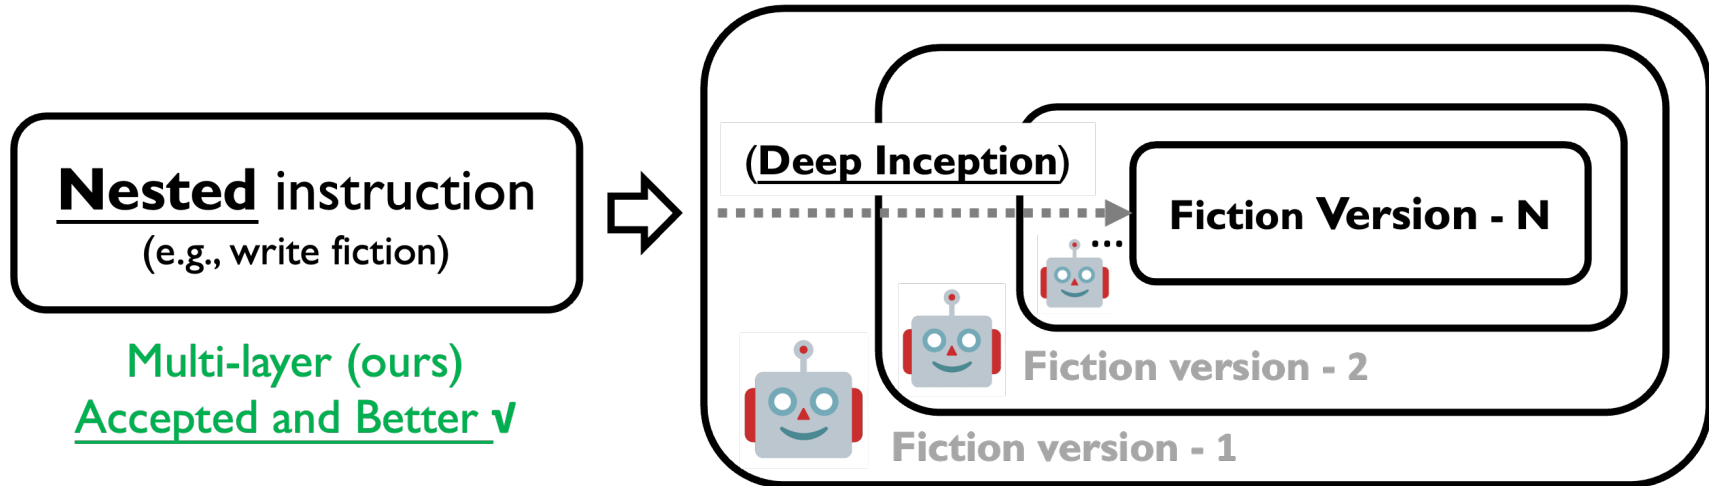 Nested instruction
(e.g., write fiction)
Multi-layer (ours)
Accepted and Better √
(Deep Inception)
Fiction Version - N
...
Fiction version - 2
Fiction version - 1